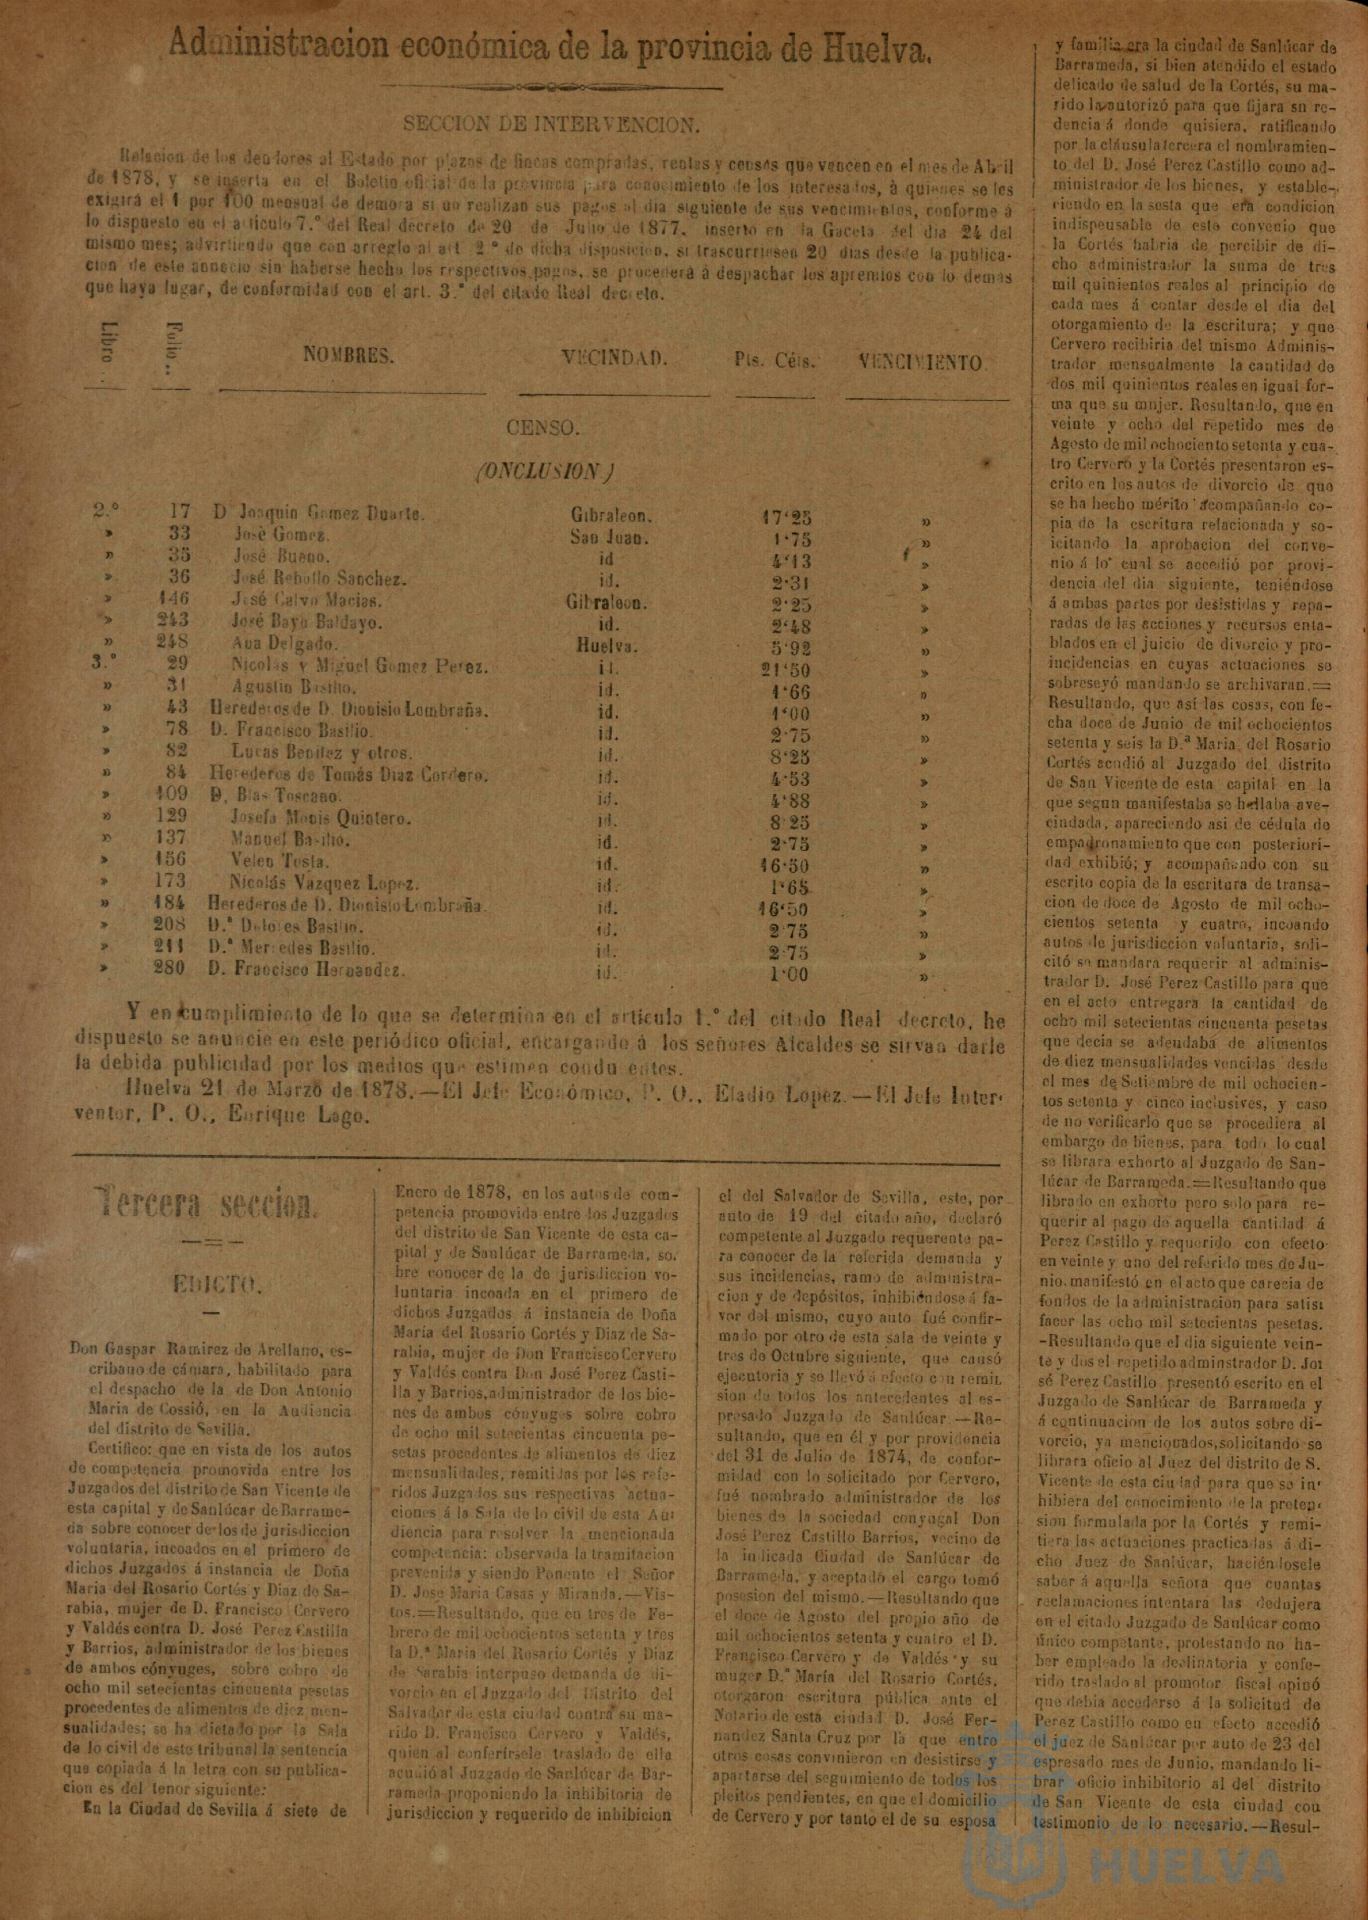 Administracion económica de la provincia de Huelva.
SECCION DE INTERVENCION.
Relacion de los deudores al Estado por plazos de fincas compradas, rentas y censos que vencen en el mes de Abril
de 1878, y se inserta en el Boletin oficial de la provincia para conocimiento de los interesados, à quienes se les
exigirá el 1 por 100 mensual de demora si no realizan sus pagos al dia siguiente de sus vencimientos, conforme á
lo dispuesto en el articulo 7.° del Real decreto de 20 de Julio de 1877, inserto en la Gaceta del dia 24 del
mismo mes; advirtiendo que con arreglo al art. 2.° de dicha disposicion, si trascurriesen 20 dias desde la publica-
cion de este anuncio sin haberse hecho los respectivos pagos, se procederá á despachar los apremios con lo demás
que haya lugar, de conformidad con el art. 3.° del citado Real decreto.
Libro . Folio .. NOMBRES. VECINDAD. Pts. Céts. VENCIVIENTO
CENSO.
(ONCLUSION)
2.° 17 D Joaquin Gomez Duarte. Gibraleon. 17'25 »
» 33 José Gomez. San Juan. 1'75 »
» 35 José Bueno. id 4'13 »
» 36 José Rebollo Sanchez. id. 2'31 »
» 146 José Calvo Macias. Gibraleon. 2'25 »
» 243 José Bayo Baldayo. id. 2'48 »
» 248 Ana Delgado. Huelva. 5'92 »
3.° 29 Nicolás y Miguel Gomez Perez. id. 21'50 »
» 31 Agustin Basilio. id. 1'66 »
» 43 Herederos de D. Dionisio Lombraña. id. 1'00 »
» 78 D. Francisco Basilio. id. 2'75 »
» 82 Lucas Benitez y otros. id. 8'25 »
» 84 Herederos de Tomás Diaz Cordero. id. 4'53 »
» 109 D. Blas Toscano. id. 4'88 »
» 129 Josefa Monis Quintero. id. 8'25 »
» 137 Manuel Basilio. id. 2'75 »
» 156 Velen Testa. id. 16'50 »
» 173 Nicolás Vazquez Lopez. id. 1'65 »
» 184 Herederos de D. Dionisio Lombraña. id. 16'50 »
» 208 D.ª Dolores Basilio. id. 2'75 »
» 211 D.ª Mercedes Basilio. id. 2'75 »
» 280 D. Francisco Hernandez. id. 1'00 »
Y en cumplimiento de lo que se determina en el articulo 1.° del citado Real decreto, he
dispuesto se anuncie en este periódico oficial, encargando á los señores Alcaldes se sirvan darle
la debida publicidad por los medios que estimen condu entes.
Huelva 21 de Marzo de 1878.—El Jefe Económico, P. O., Eladio Lopez.—El Jefe Inter-
ventor, P. O., Enrique Lago.
Tercera seccion.
EDICTO.
Don Gaspar Ramirez de Arellano, es-
cribano de cámara, habilitado para
el despacho de la de Don Antonio
Maria de Cossió, en la Audiencia
del distrito de Sevilla.
Certifico: que en vista de los autos
de competencia promovida entre los
Juzgados del distrito de San Vicente de
esta capital y de Sanlúcar de Barrame-
da sobre conocer de los de jurisdiccion
voluntaria, incoados en el primero de
dichos Juzgados á instancia de Doña
Maria del Rosario Cortés y Diaz de Sa-
rabia, mujer de D. Francisco Cervero
y Valdés contra D. José Perez Castilla
y Barrios, administrador de los bienes
de ambos cónyuges, sobre cobro de
ocho mil setecientas cincuenta pesetas
procedentes de alimentos de diez men-
sualidades; se ha dictado por la Sala
de lo civil de este tribunal la sentencia
que copiada á la letra con su publica-
cion es del tenor siguiente:
En la Ciudad de Sevilla á siete de
Enero de 1878, en los autos de com-
petencia promovida entre los Juzgados
del distrito de San Vicente de esta ca-
pital y de Sanlúcar de Barrameda, so-
bre conocer de la de jurisdiccion vo-
luntaria incoada en el primero de
dichos Juzgados á instancia de Doña
María del Rosario Cortés y Diaz de Sa-
rabia, mujer de Don Francisco Cervero
y Valdés contra Don José Perez Casti-
lla y Barrios, administrador de los bie-
nes de ambos cónyuges sobre cobro
de ocho mil setecientas cincuenta pe-
setas procedentes de alimentos de diez
mensualidades, remitidas por los refe-
ridos Juzgados sus respectivas actua-
ciones á la Sala de lo civil de esta Au-
diencia para resolver la mencionada
competencia: observada la tramitacion
prevenida y siendo Ponente el Señor
D. Jose Maria Casas y Miranda.—Vis-
tos.=Resultando, que en tres de Fe-
brero de mil ochocientos setenta y tres
la D.ª Maria del Rosario Cortés y Diaz
de Sarabia interpuso demanda de di-
vorcio en el Juzgado del Distrito del
Salvador de esta ciudad contra su ma-
rido D. Francisco Cervero y Valdés,
quien al conferírsele traslado de ella
acudió al Juzgado de Sanlúcar de Bar-
rameda proponiendo la inhibitoria de
jurisdiccion y requerido de inhibicion
el del Salvador de Sevilla, este, por
auto de 19 del citado año, declaró
competente al Juzgado requerente pa-
ra conocer de la referida demanda y
sus incidencias, ramo de administra-
cion y de depósitos, inhibiéndose á fa-
vor del mismo, cuyo auto fué confir-
mado por otro de esta sala de veinte y
tres de Octubre siguiente, que causó
ejecutoria y se llevó á efecto con remi-
sion de todos los antecedentes al es-
presado Juzgado de Sanlúcar.—Re-
sultando, que en él y por providencia
del 31 de Julio de 1874, de confor-
midad con lo solicitado por Cervero,
fué nombrado administrador de los
bienes de la sociedad conyugal Don
José Perez Castillo Barrios, vecino de
la indicada Ciudad de Sanlúcar de
Barrameda, y aceptado el cargo tomó
posesion del mismo.—Resultando que
el doce de Agosto del propio año de
mil ochocientos setenta y cuatro el D.
Francisco Cervero y de Valdés y su
muger D.ª María del Rosario Cortés,
otorgaron escritura pública ante el
Notario de esta ciudad D. José Fer-
nandez Santa Cruz por la que entre
otros cosas convinieron en desistirse y
apartarse del seguimiento de todos los
pleitos pendientes, en que el domicilio
de Cervero y por tanto el de su esposa
y familia era la ciudad de Sanlúcar de
Barrameda, si bien atendido el estado
delicado de salud de la Cortés, su ma-
rido la autorizó para que fijara sn re-
dencia á donde quisiera, ratificando
por la cláusula tercera el nombramien-
to del D. José Perez Castillo como ad-
ministrador de los bienes, y estable-
ciendo en la sesta que era condicion
indispensable de este convenio que
la Cortés habria de percibir de di-
cho administrador la suma de tres
mil quinientos reales al principio de
cada mes á contar desde el dia del
otorgamiento de la escritura; y que
Cervero recibiria del mismo Adminis-
trador mensualmente la cantidad de
dos mil quinientos reales en igual for-
ma que su mujer. Resultando, que en
veinte y ocho del repetido mes de
Agosto de mil ochociento setenta y cua-
tro Cervero y la Cortés presentaron es-
crito en los autos de divorcio de que
se ha hecho mérito acompañando co-
pia de la escritura relacionada y so-
icitando la aprobacion del conve-
nio á lo cual se accedió por provi-
dencia del dia siguiente, teniéndose
á ambas partes por desistidas y repa-
radas de las acciones y recursos enta-
blados en el juicio de divorcio y pro-
incidencias en cuyas actuaciones se
sobreseyó mandando se archivaran.=
Resultando, que así las cosas, con fe-
cha doce de Junio de mil ochocientos
setenta y seis la D.ª Maria del Rosario
Cortés acudió al Juzgado del distrito
de San Vicente de esta capital en la
que segun manifestaba se hallaba ave-
cindada, apareciendo asi de cédula de
empadronamiento que con posteriori-
dad exhibió; y acompañando con su
escrito copia de la escritura de transa-
cion de doce de Agosto de mil ocho-
cientos setenta y cuatro, incoando
autos de jurisdiccion voluntaria, soli-
citó se mandara requerir al adminis-
trador D. José Perez Castillo para que
en el acto entregara la cantidad de
ocho mil setecientas cincuenta pesetas
que decia se adeudaba de alimentos
de diez mensualidades vencidas desde
el mes de Setiembre de mil ochocien-
tos setenta y cinco inclusives, y caso
de no verificarlo que se procediera al
embargo de bienes, para todo lo cual
se librara exhorto al Juzgado de San-
lúcar de Barrameda.=Resultando que
librado en exhorto pero solo para re-
querir al pago de aquella cantidad á
Perez Castillo y requerido con efecto
en veinte y uno del referido mes de Ju-
nio, manifestó en el acto que carecia de
fondos de la administracion para satisf
facer las ocho mil setecientas pesetas.
-Resultando que el dia siguiente vein-
te y dos el repetido adminstrador D. Jo
sé Perez Castillo presentó escrito en el
Juzgado de Sanlúcar de Barrameda y
á continuacion de los autos sobre di-
vorcio, ya mencionados, solicitando se
librara oficio al Juez del distrito de S.
Vicente de esta ciudad para que se in-
hibiera del conocimiento de la preten-
sion formulada por la Cortés y remi-
tiera las actuaciones practicadas á di-
cho Juez de Sanlúcar, haciéndosele
saber á aquella señora que cuantas
reclamaciones intentara las dedujera
en el citado Juzgado de Sanlúcar como
único competante, protestando no ha-
ber empleado la declinatoria y confe-
rido traslado al promotor fiscal opinó
que debia accederse á la solicitud de
Perez Castillo como en efecto accedió
el juez de Sanlúcar por auto de 23 del
espresado mes de Junio, mandando li-
brar oficio inhibitorio al del distrito
de San Vicente de esta ciudad con
testimonio de lo necesario.—Resul-
HUELVA